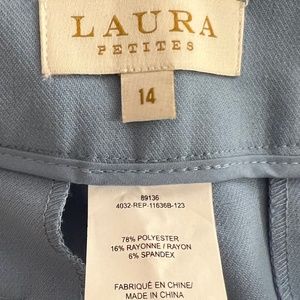 LAURA
PETITES
14
89136
4032-REP-11636B-123
78% POLYESTER
16% RAYONNE / RAYON
6% SPANDEX
FABRIQUÉ EN CHINE/
MADE IN CHINA